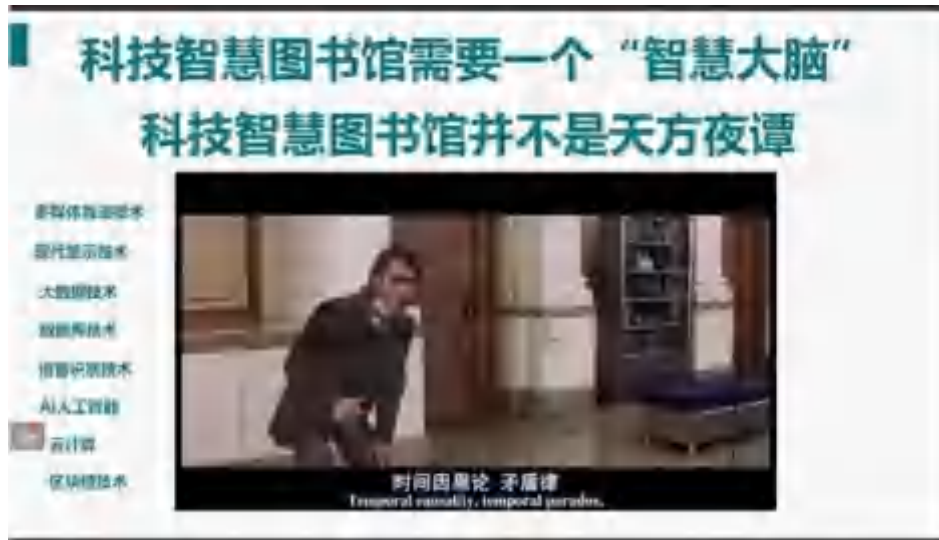 科技智慧图书馆需要一个“智慧大脑”
科技智慧图书馆并不是天方夜谭
多媒体数据技术
现代显示技术
大数据技术
数据库技术
语音识别技术
AI人工智能
云计算
区块链技术
时间因果论 矛盾律
Temporal causality, temporal paradox.